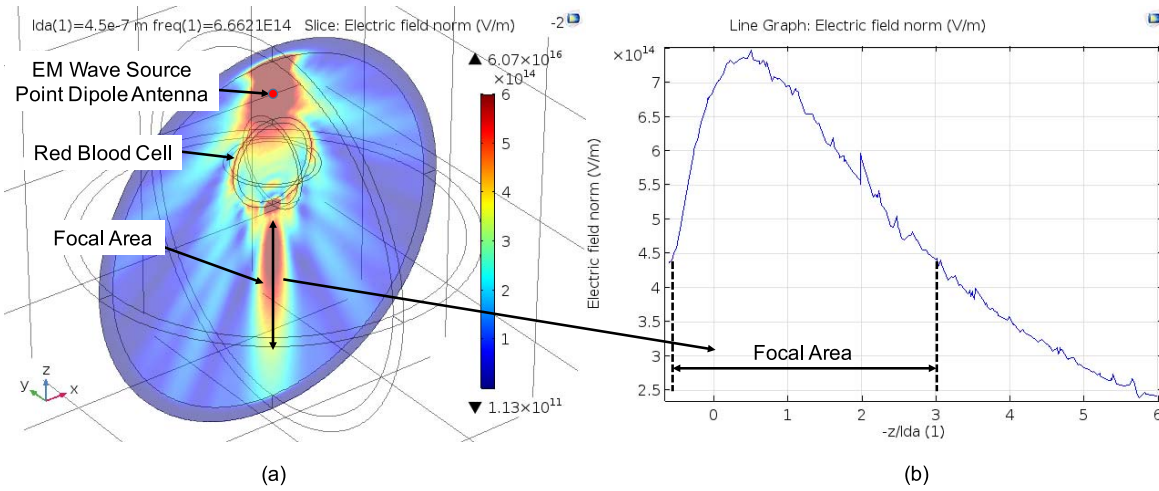 lda(1)=4.5e-7 m freq(1)=6.6621E14 Slice: Electric field norm (V/m)
-2
EM Wave Source
Point Dipole Antenna
Red Blood Cell
Focal Area
▲ 6.07×10¹⁶
×10¹⁴
6
5
4
3
2
1
▼ 1.13×10¹¹
y z x
(a)
Line Graph: Electric field norm (V/m)
×10¹⁴
Electric field norm (V/m)
7.5
7
6.5
6
5.5
5
4.5
4
3.5
3
2.5
Focal Area
0 1 2 3 4 5 6
-z/lda (1)
(b)